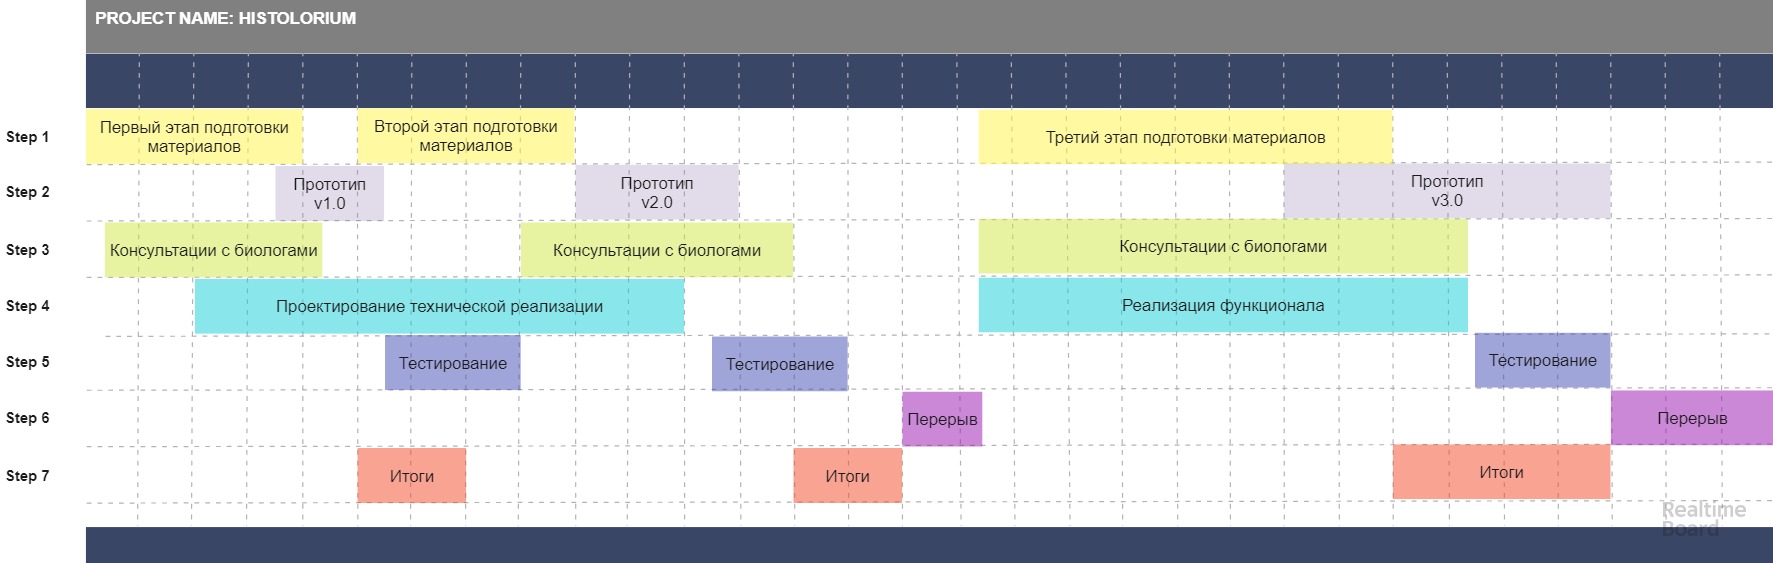 PROJECT NAME: HISTOLORIUM
Step 1
Первый этап подготовки
материалов
Второй этап подготовки
материалов
Третий этап подготовки материалов
Step 2
Прототип
v1.0
Прототип
v2.0
Прототип
v3.0
Step 3
Консультации с биологами
Консультации с биологами
Консультации с биологами
Step 4
Проектирование технической реализации
Реализация функционала
Step 5
Тестирование
Тестирование
Тестирование
Step 6
Перерыв
Перерыв
Step 7
Итоги
Итоги
Итоги
Realtime
Board